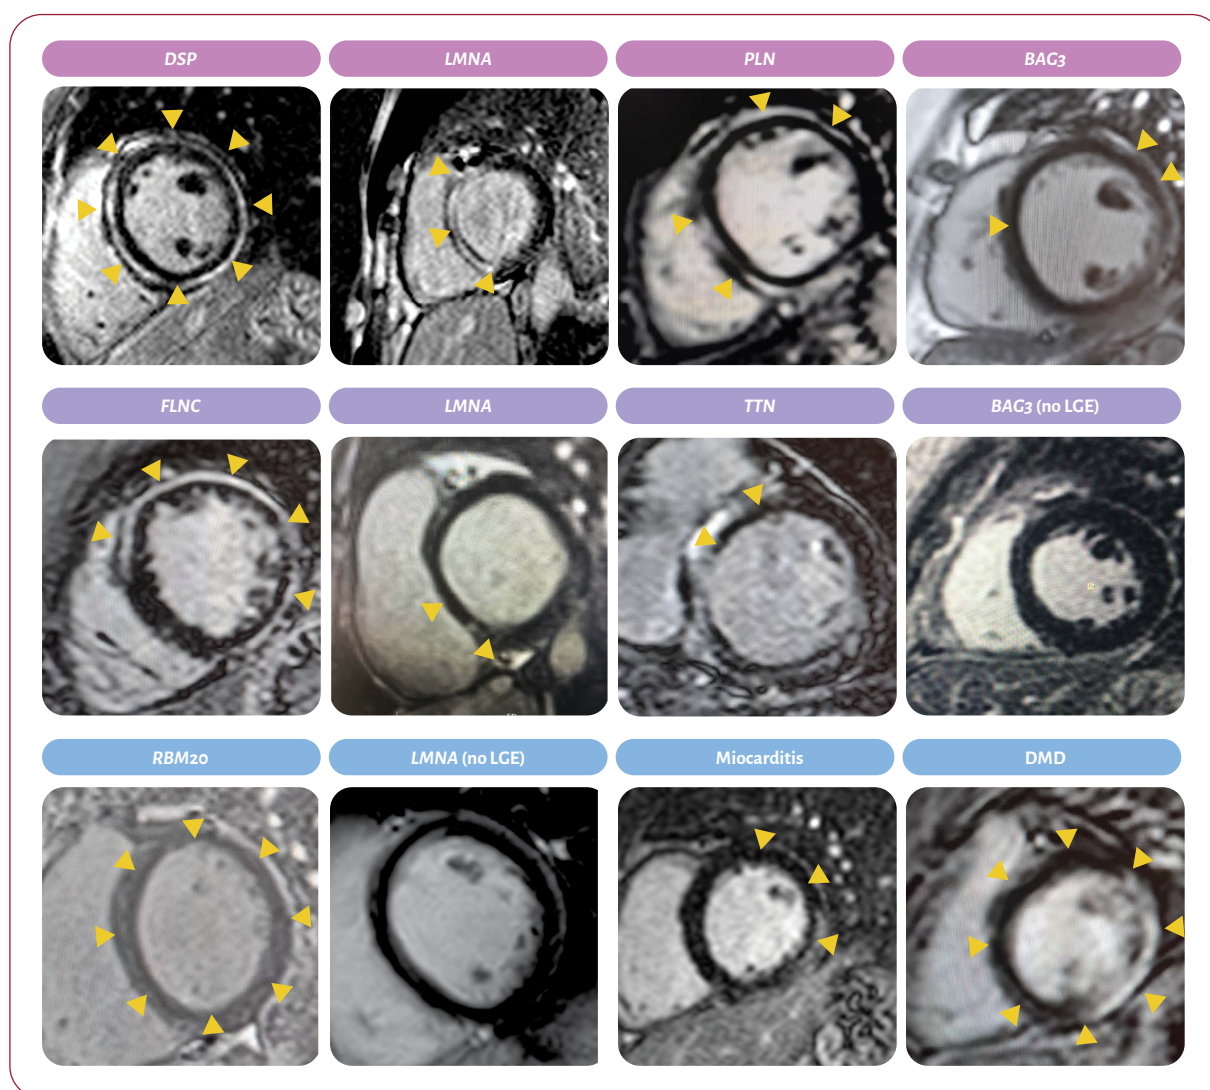 DSP
LMNA
PLN
BAG3
FLNC
LMNA
TTN
BAG3 (no LGE)
RBM20
LMNA (no LGE)
Miocarditis
DMD